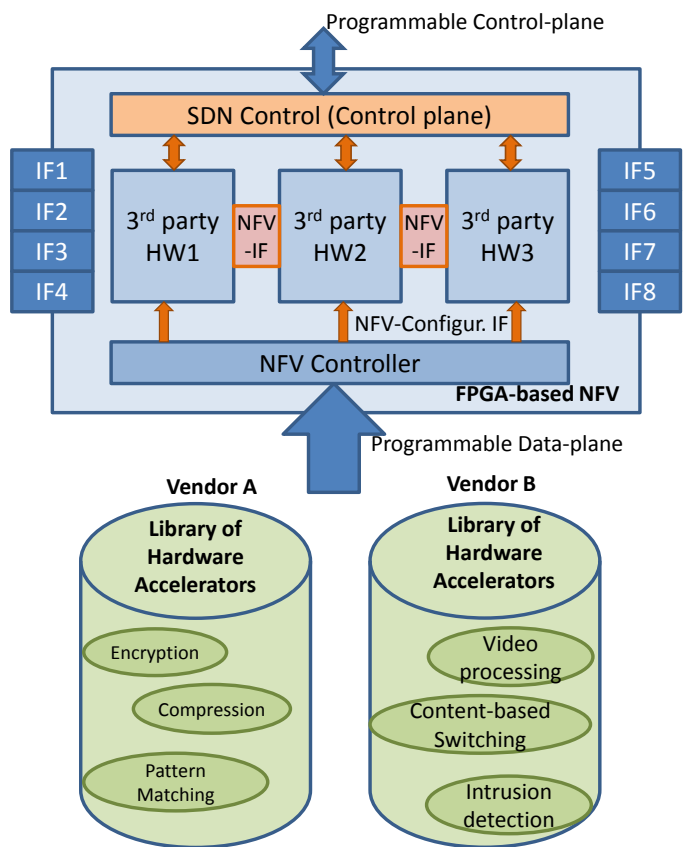 Programmable Control-plane
SDN Control (Control plane)
IF1
IF2
IF3
IF4
3rd party
HW1
NFV
-IF
3rd party
HW2
NFV
-IF
3rd party
HW3
IF5
IF6
IF7
IF8
NFV-Configur. IF
NFV Controller
FPGA-based NFV
Programmable Data-plane
Vendor A
Library of
Hardware
Accelerators
Encryption
Compression
Pattern
Matching
Vendor B
Library of
Hardware
Accelerators
Video
processing
Content-based
Switching
Intrusion
detection